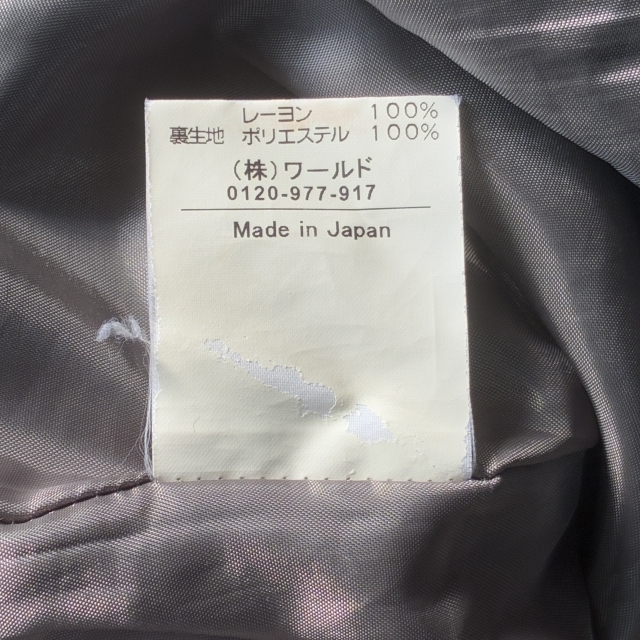 レーヨン 100%
裏生地 ポリエステル 100%
(株)ワールド
0120-977-917
Made in Japan